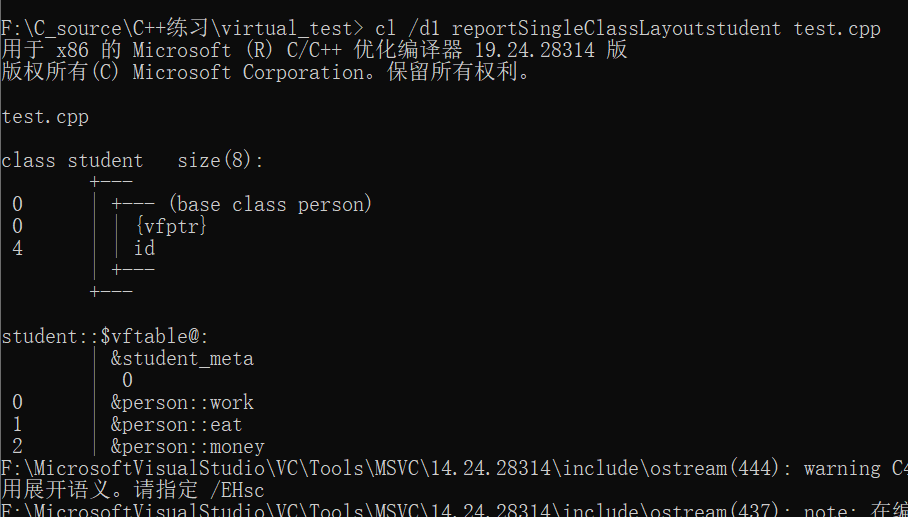 F:\C_source\C++练习\virtual_test> cl /d1 reportSingleClassLayoutstudent test.cpp
用于 x86 的 Microsoft (R) C/C++ 优化编译器 19.24.28314 版
版权所有(C) Microsoft Corporation。保留所有权利。
test.cpp
class student   size(8):
        +---
 0      | +--- (base class person)
 0      | | {vfptr}
 4      | | id
        | +---
        +---
student::$vftable@:
        | &student_meta
        |  0
 0      | &person::work
 1      | &person::eat
 2      | &person::money
F:\MicrosoftVisualStudio\VC\Tools\MSVC\14.24.28314\include\ostream(444): warning C4
用展开语义。请指定 /EHsc
F:\MicrosoftVisualStudio\VC\Tools\MSVC\14.24.28314\include\ostream(437): note: 在编